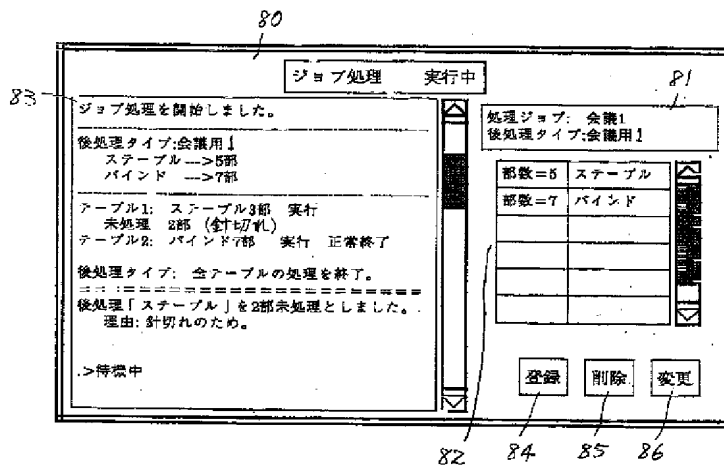 80
ジョブ処理 実行中
81
83
ジョブ処理を開始しました。
後処理タイプ:会議用1
ステープル ―>5部
バインド ―>7部
テーブル1: ステープル3部 実行
未処理 2部 (針切れ)
テーブル2: バインド7部 実行 正常終了
後処理タイプ: 全テーブルの処理を終了。
==============================
後処理「ステープル」を2部未処理としました。
理由: 針切れのため。
.>待機中
処理ジョブ: 会議1
後処理タイプ:会議用1
部数=5 ステープル
部数=7 バインド
登録 削除 変更
82 84 85 86